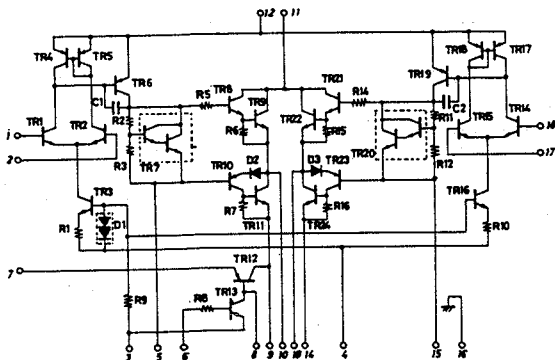 12 11
TR4 TR5 TR18 TR17
TR6 TR8 TR21 TR19
C1 R5 TR9 R14 C2
R2 TR22 R11
TR1 TR2 R6 R15 TR15 TR14
1 18
2 R3 TR7 TR10 D2 D3 TR23 TR20 R12 17
TR3 R7 R16 TR16
R1 D1 TR11 TR24 R10
TR12
7
R9 R8 TR13
3 5 6 8 9 10 18 14 4 15 16